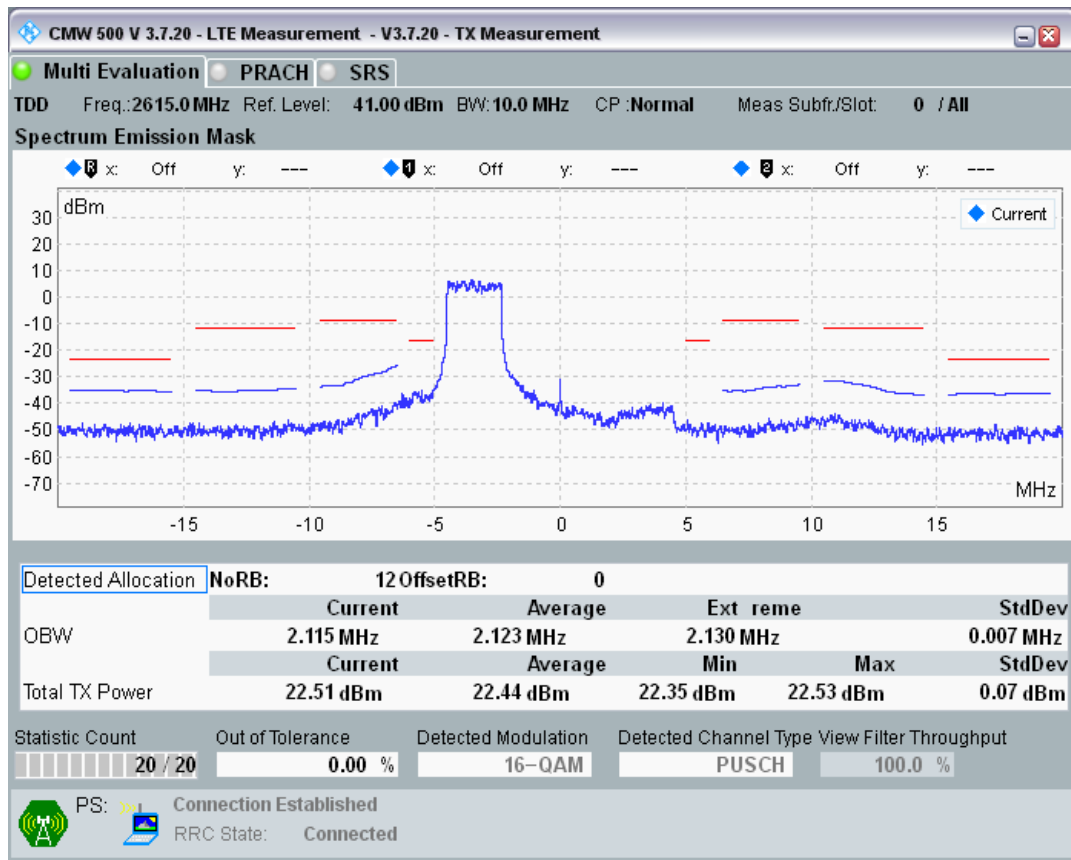 CMW 500 V 3.7.20 - LTE Measurement - V3.7.20 - TX Measurement
Multi Evaluation PRACH SRS
TDD Freq.:2615.0 MHz Ref. Level: 41.00 dBm BW:10.0 MHz CP :Normal Meas Subfr./Slot: 0 / All
Spectrum Emission Mask
R x: Off y: --- 1 x: Off y: --- 2 x: Off y: ---
dBm
Current
30
20
10
0
-10
-20
-30
-40
-50
-60
-70
MHz
-15 -10 -5 0 5 10 15
Detected Allocation NoRB: 12 OffsetRB: 0
Current Average Ext reme StdDev
OBW 2.115 MHz 2.123 MHz 2.130 MHz 0.007 MHz
Current Average Min Max StdDev
Total TX Power 22.51 dBm 22.44 dBm 22.35 dBm 22.53 dBm 0.07 dBm
Statistic Count Out of Tolerance Detected Modulation Detected Channel Type View Filter Throughput
20 / 20 0.00 % 16-QAM PUSCH 100.0 %
PS: Connection Established
RRC State: Connected